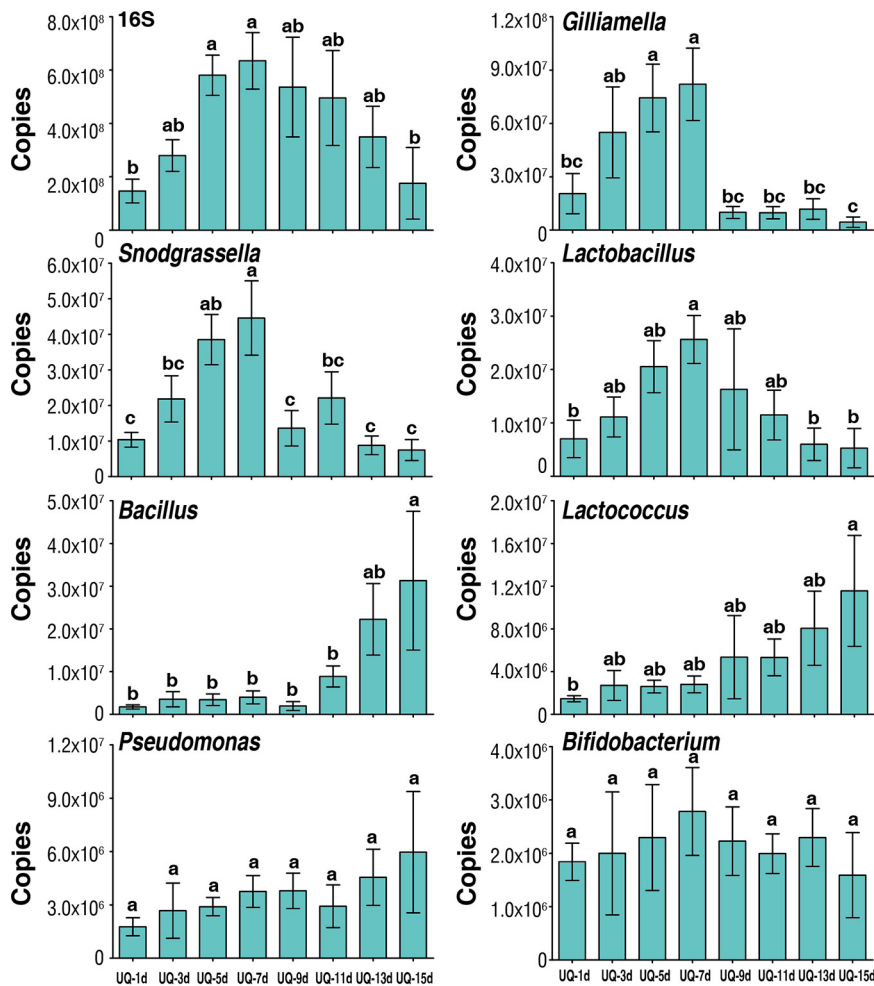 16S
Copies
8.0x10⁸
6.0x10⁸
4.0x10⁸
2.0x10⁸
0
b ab a a ab ab ab b
Gilliamella
Copies
1.2x10⁸
9.0x10⁷
6.0x10⁷
3.0x10⁷
0
bc ab a a bc bc bc c
Snodgrassella
Copies
6.0x10⁷
5.0x10⁷
4.0x10⁷
3.0x10⁷
2.0x10⁷
1.0x10⁷
0
c bc ab a c bc c c
Lactobacillus
Copies
4.0x10⁷
3.0x10⁷
2.0x10⁷
1.0x10⁷
0
b ab ab a ab ab b b
Bacillus
Copies
5.0x10⁷
3.0x10⁷
2.0x10⁷
1.0x10⁷
0
b b b b b b ab a
Lactococcus
Copies
2.0x10⁷
1.6x10⁷
1.2x10⁷
8.0x10⁶
4.0x10⁶
0
b ab ab ab ab ab ab a
Pseudomonas
Copies
1.2x10⁷
6.0x10⁶
3.0x10⁶
0
a a a a a a a a
UQ-1d UQ-3d UQ-5d UQ-7d UQ-9d UQ-11d UQ-13d UQ-15d
Bifidobacterium
Copies
4.0x10⁶
3.0x10⁶
2.0x10⁶
1.0x10⁶
0
a a a a a a a a
UQ-1d UQ-3d UQ-5d UQ-7d UQ-9d UQ-11d UQ-13d UQ-15d